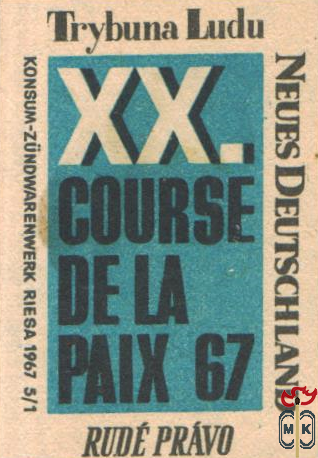 Trybuna Ludu
XX.
COURSE
DE LA
PAIX 67
NEUES DEUTSCHLAND
KONSUM-ZÜNDWARENWERK RIESA 1967 5/1
RUDÉ PRÁVO
MK